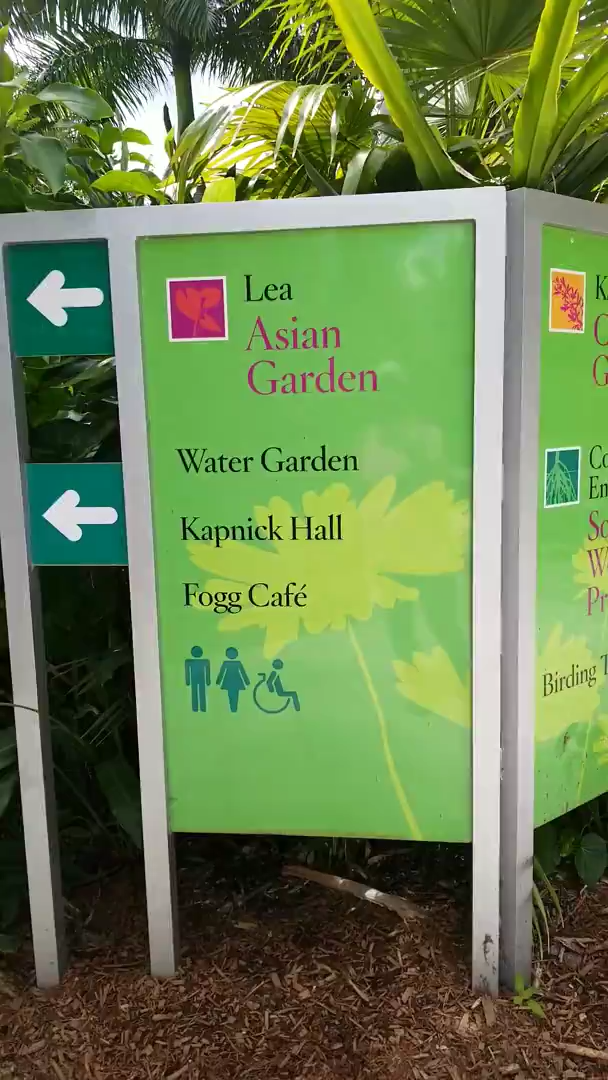 Lea
Asian
Garden
Water Garden
Kapnick Hall
Fogg Café
Birding